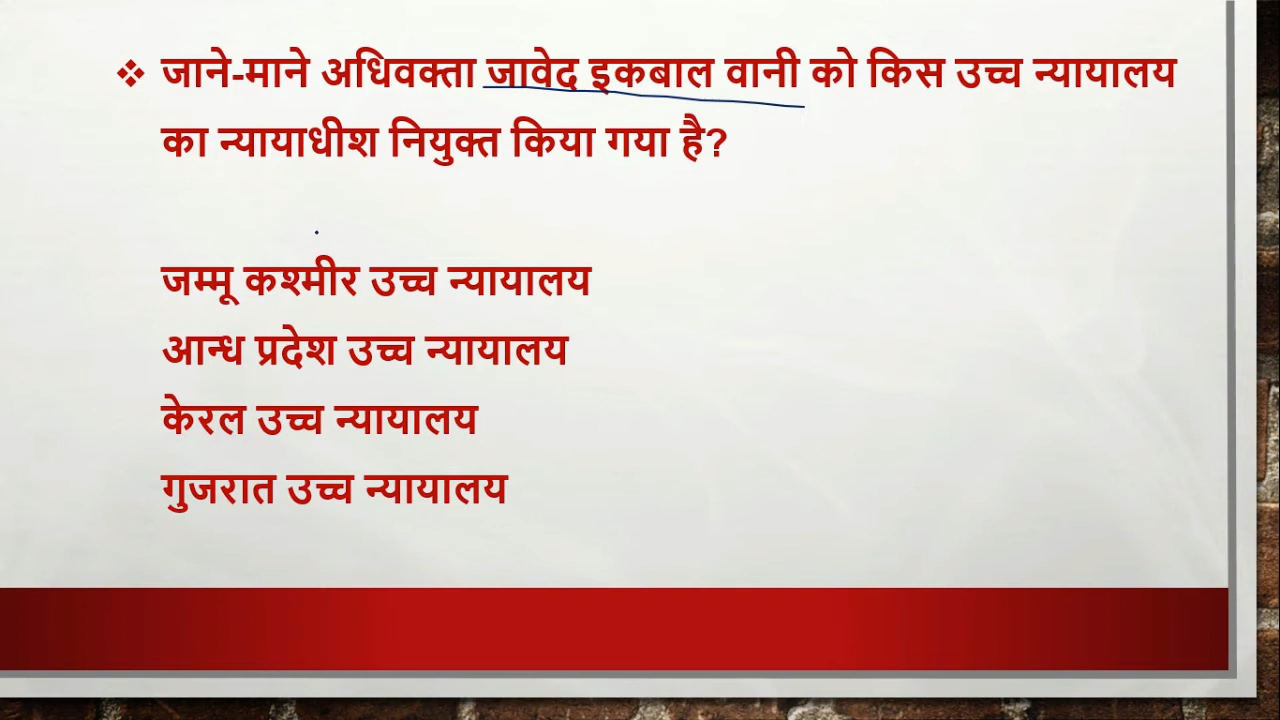 ❖ जाने-माने अधिवक्ता जावेद इकबाल वानी को किस उच्च न्यायालय
का न्यायाधीश नियुक्त किया गया है?
जम्मू कश्मीर उच्च न्यायालय
आन्ध प्रदेश उच्च न्यायालय
केरल उच्च न्यायालय
गुजरात उच्च न्यायालय